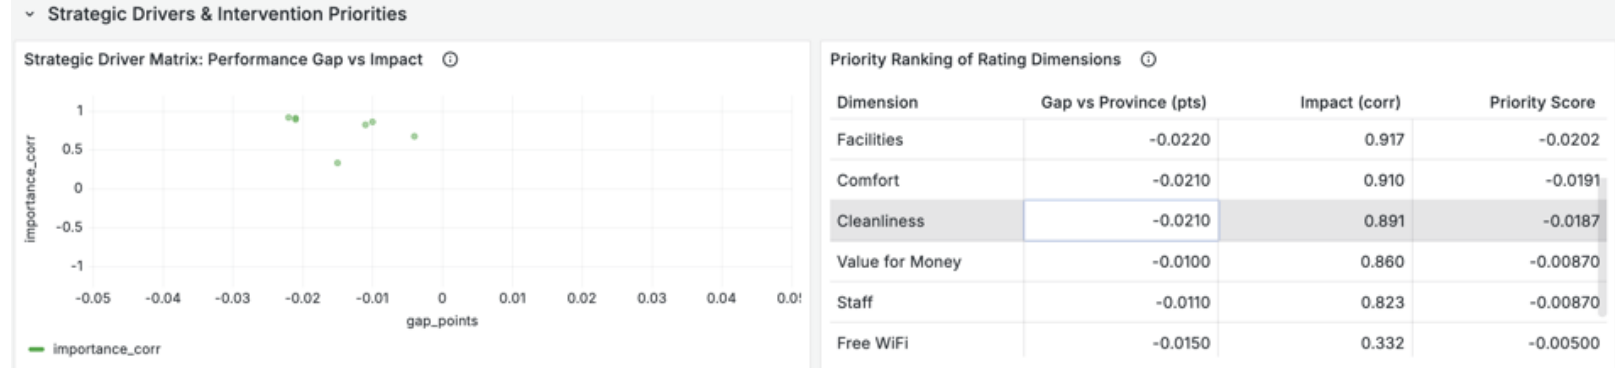 Strategic Drivers & Intervention Priorities
Strategic Driver Matrix: Performance Gap vs Impact
importance_corr
1
0.5
0
-0.5
-1
-0.05 -0.04 -0.03 -0.02 -0.01 0 0.01 0.02 0.03 0.04
gap_points
importance_corr
Priority Ranking of Rating Dimensions
Dimension Gap vs Province (pts) Impact (corr) Priority Score
Facilities -0.0220 0.917 -0.0202
Comfort -0.0210 0.910 -0.0191
Cleanliness -0.0210 0.891 -0.0187
Value for Money -0.0100 0.860 -0.00870
Staff -0.0110 0.823 -0.00870
Free WiFi -0.0150 0.332 -0.00500